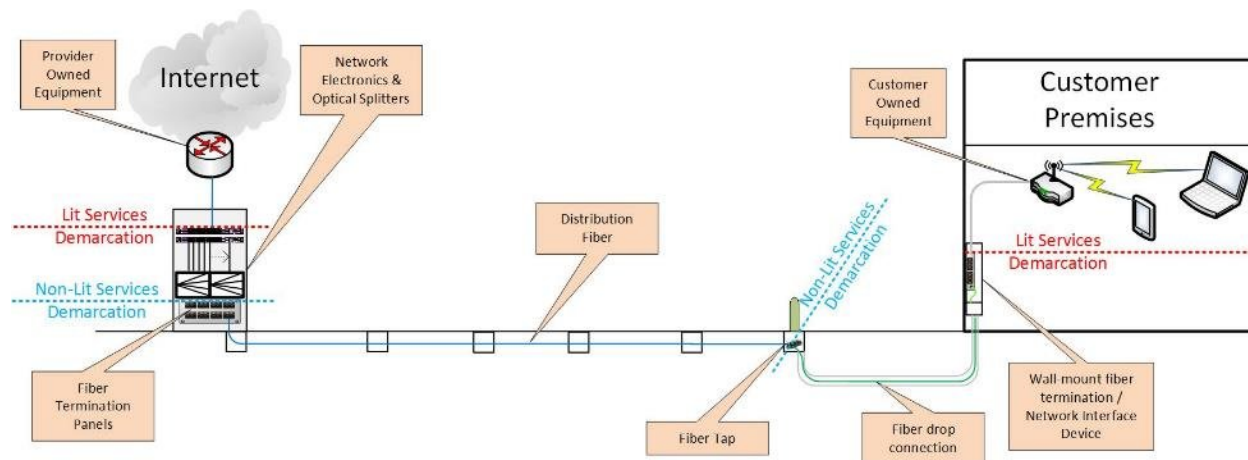 Provider
Owned
Equipment
Internet
Network
Electronics &
Optical Splitters
Customer
Owned
Equipment
Customer
Premises
Lit Services
Demarcation
Non-Lit Services
Demarcation
Distribution
Fiber
Non-Lit Services
Demarcation
Lit Services
Demarcation
Fiber
Termination
Panels
Fiber Tap
Fiber drop
connection
Wall-mount fiber
termination /
Network Interface
Device